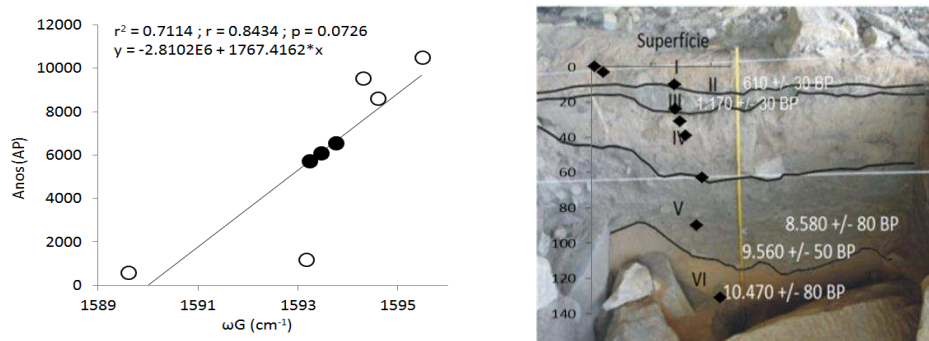 12000
10000
8000
6000
4000
2000
0
Anos (AP)
r² = 0.7114 ; r = 0.8434 ; p = 0.0726
y = -2.8102E6 + 1767.4162*x
1589 1591 1593 1595
ωG (cm⁻¹)
Superfície
0
20
40
60
80
100
120
140
I
II
610 +/- 30 BP
III
1.170 +/- 30 BP
IV
V
8.580 +/- 80 BP
9.560 +/- 50 BP
VI
10.470 +/- 80 BP